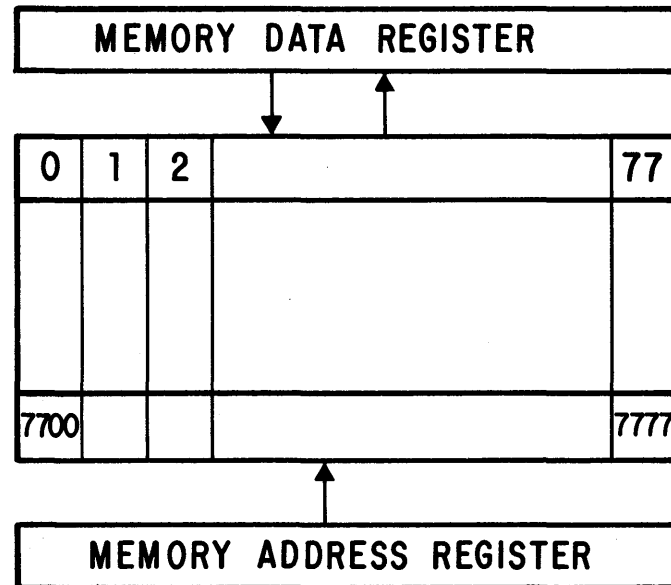 MEMORY DATA REGISTER
0 1 2 77
7700 7777
MEMORY ADDRESS REGISTER